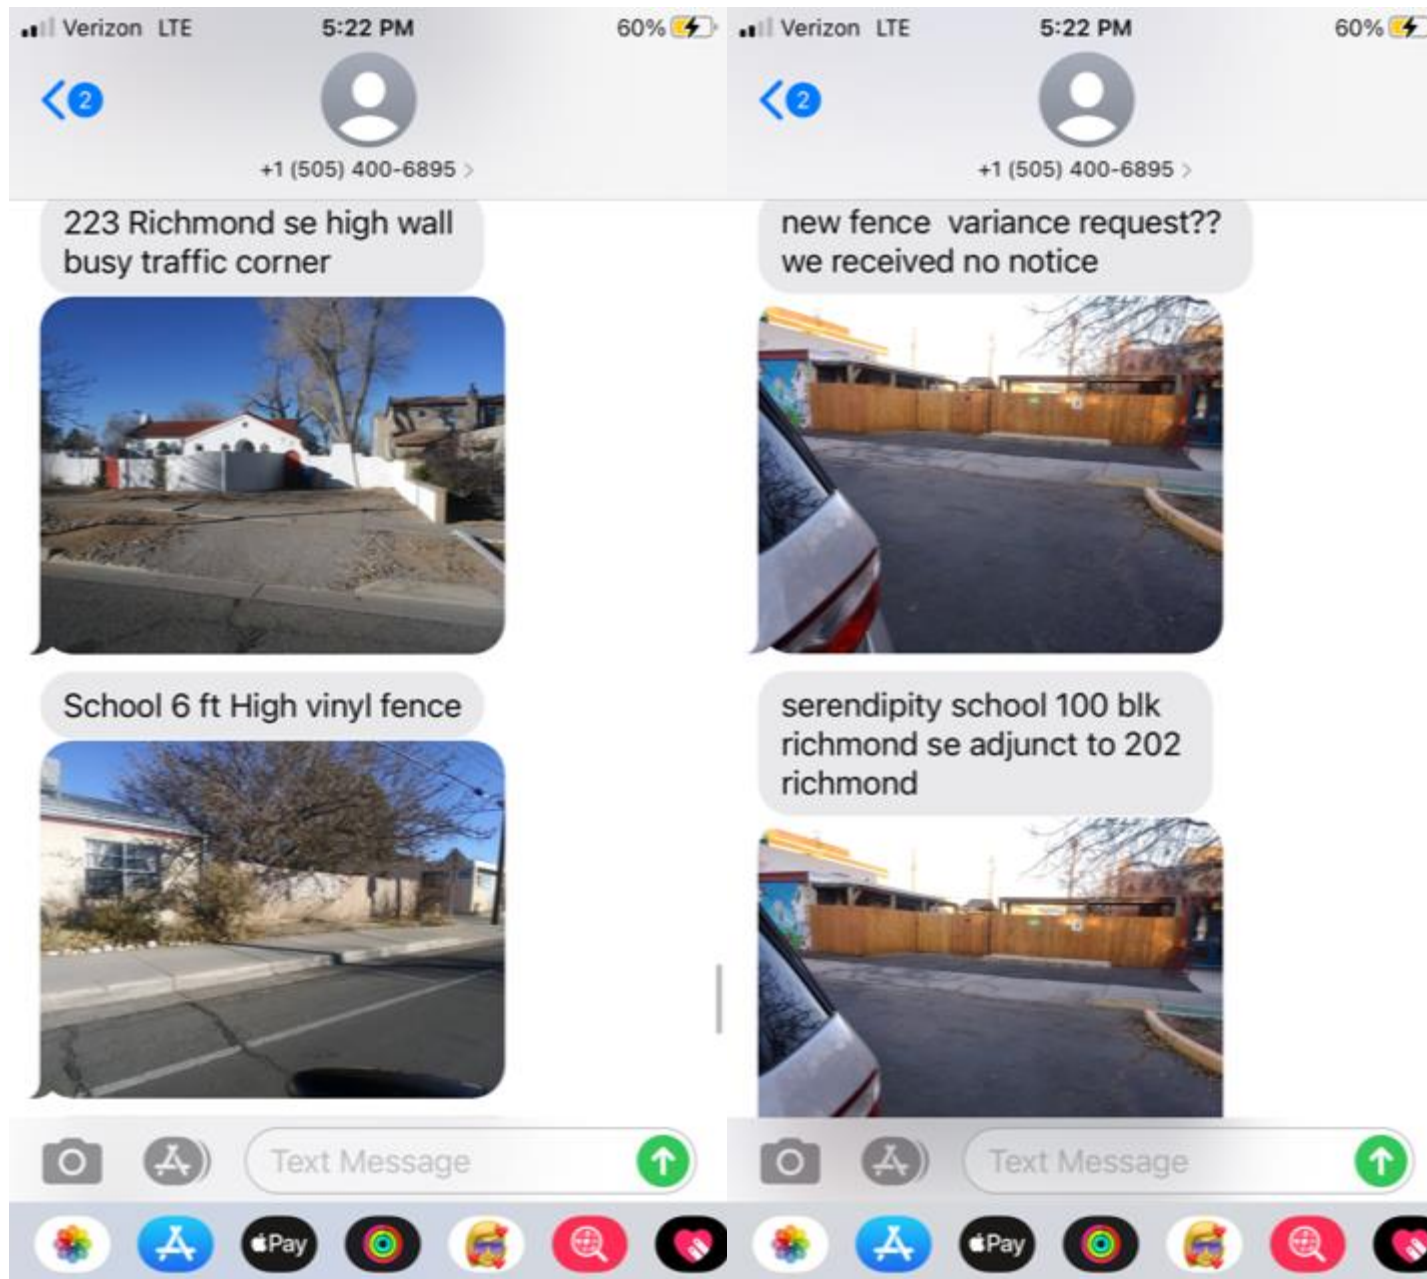 Verizon LTE 5:22 PM 60%
2
+1 (505) 400-6895
223 Richmond se high wall
busy traffic corner
School 6 ft High vinyl fence
Text Message
Pay
Verizon LTE 5:22 PM 60%
2
+1 (505) 400-6895
new fence  variance request??
we received no notice
serendipity school 100 blk
richmond se adjunct to 202
richmond
Text Message
Pay